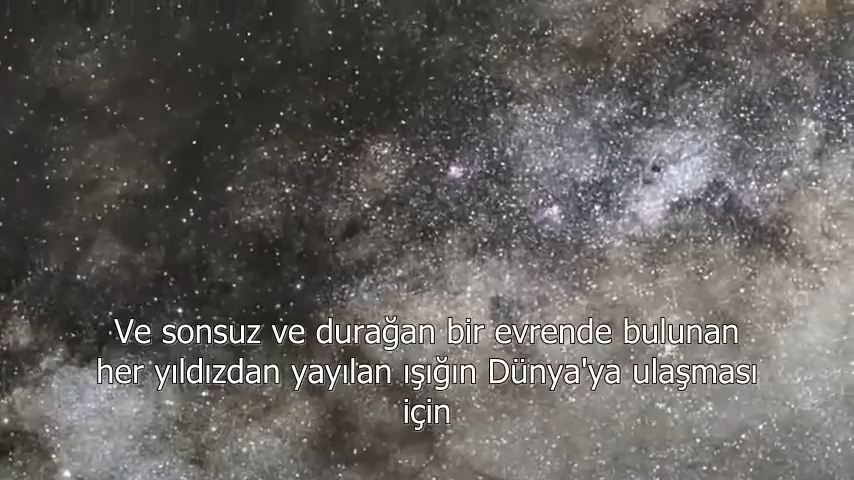 Ve sonsuz ve durağan bir evrende bulunan
her yıldızdan yayılan ışığın Dünya'ya ulaşması
için